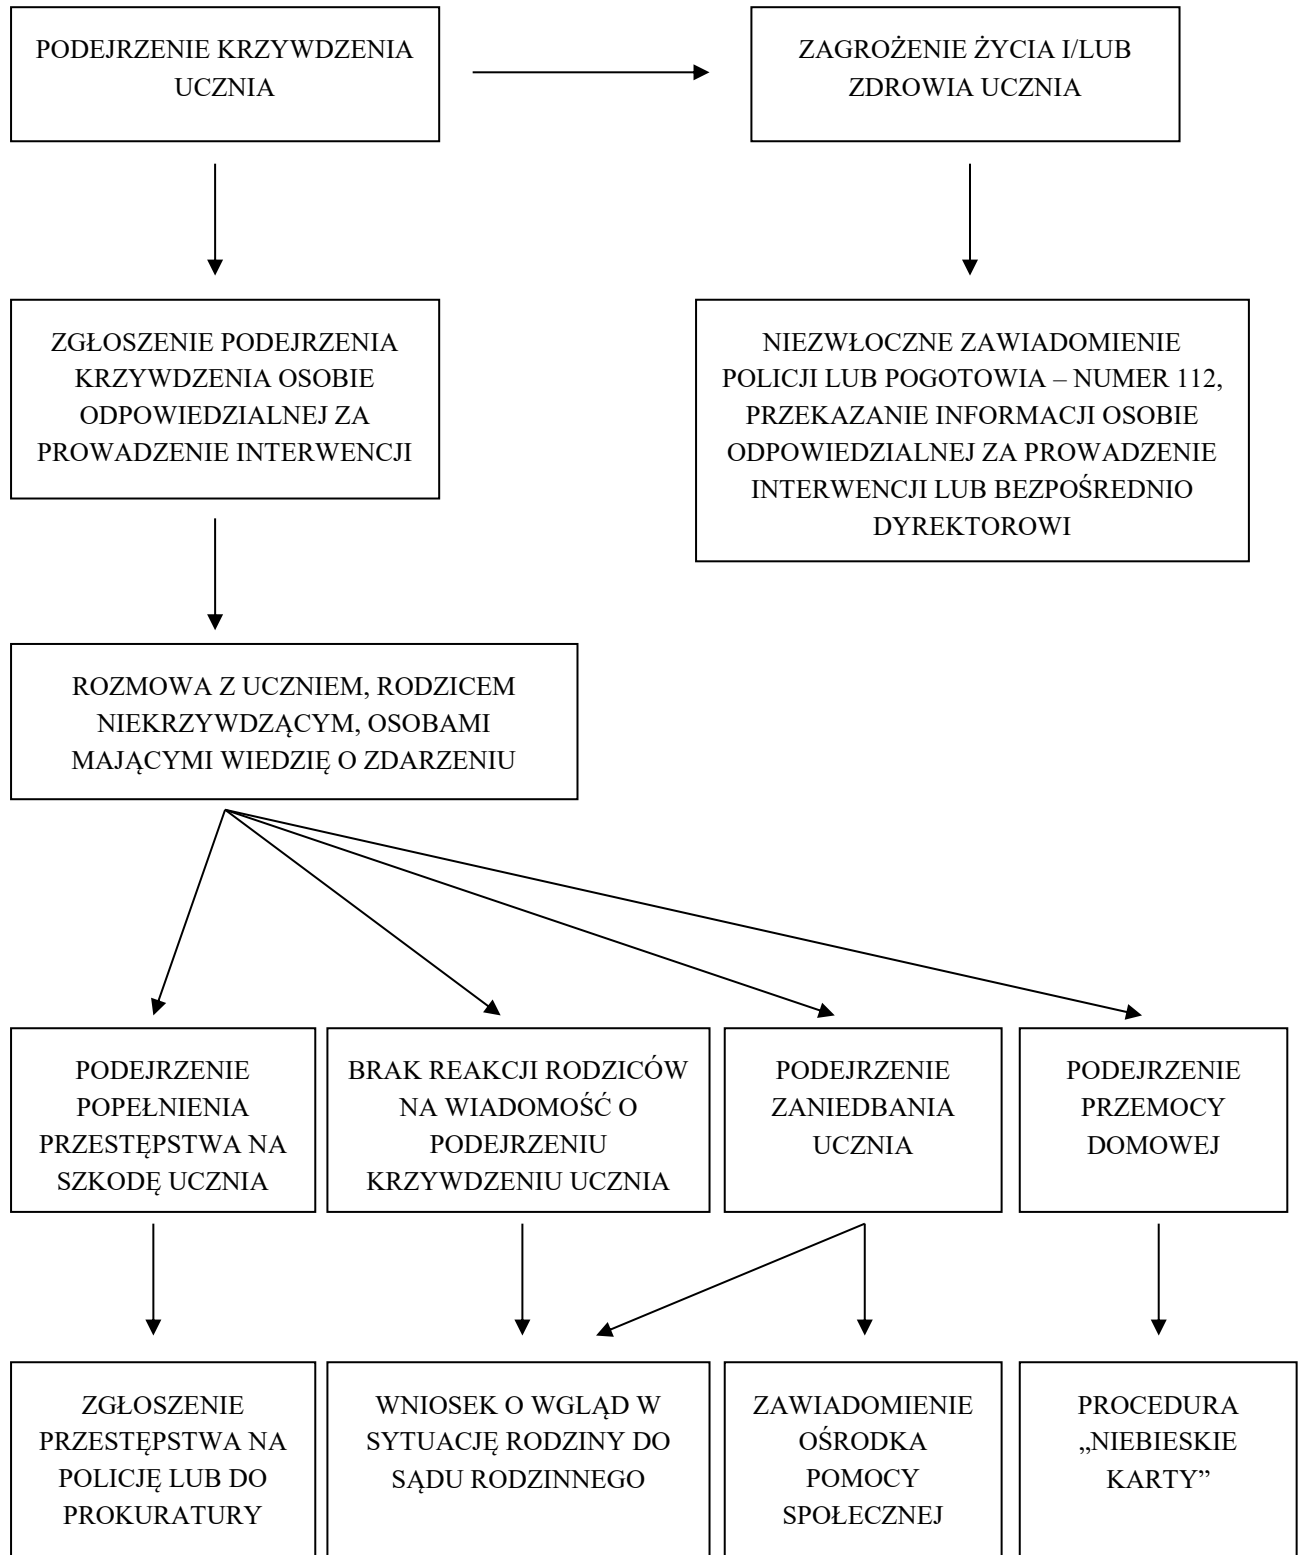 PODEJRZENIE KRZYWDZENIA
UCZNIA
ZAGROŻENIE ŻYCIA I/LUB
ZDROWIA UCZNIA
ZGŁOSZENIE PODEJRZENIA
KRZYWDZENIA OSOBIE
ODPOWIEDZIALNEJ ZA
PROWADZENIE INTERWENCJI
NIEZWŁOCZNE ZAWIADOMIENIE
POLICJI LUB POGOTOWIA – NUMER 112,
PRZEKAZANIE INFORMACJI OSOBIE
ODPOWIEDZIALNEJ ZA PROWADZENIE
INTERWENCJI LUB BEZPOŚREDNIO
DYREKTOROWI
ROZMOWA Z UCZNIEM, RODZICEM
NIEKRZYWDZĄCYM, OSOBAMI
MAJĄCYMI WIEDZIĘ O ZDARZENIU
PODEJRZENIE
POPEŁNIENIA
PRZESTĘPSTWA NA
SZKODĘ UCZNIA
BRAK REAKCJI RODZICÓW
NA WIADOMOŚĆ O
PODEJRZENIU
KRZYWDZENIU UCZNIA
PODEJRZENIE
ZANIEDBANIA
UCZNIA
PODEJRZENIE
PRZEMOCY
DOMOWEJ
ZGŁOSZENIE
PRZESTĘPSTWA NA
POLICJĘ LUB DO
PROKURATURY
WNIOSEK O WGLĄD W
SYTUACJĘ RODZINY DO
SĄDU RODZINNEGO
ZAWIADOMIENIE
OŚRODKA
POMOCY
SPOŁECZNEJ
PROCEDURA
„NIEBIESKIE
KARTY”